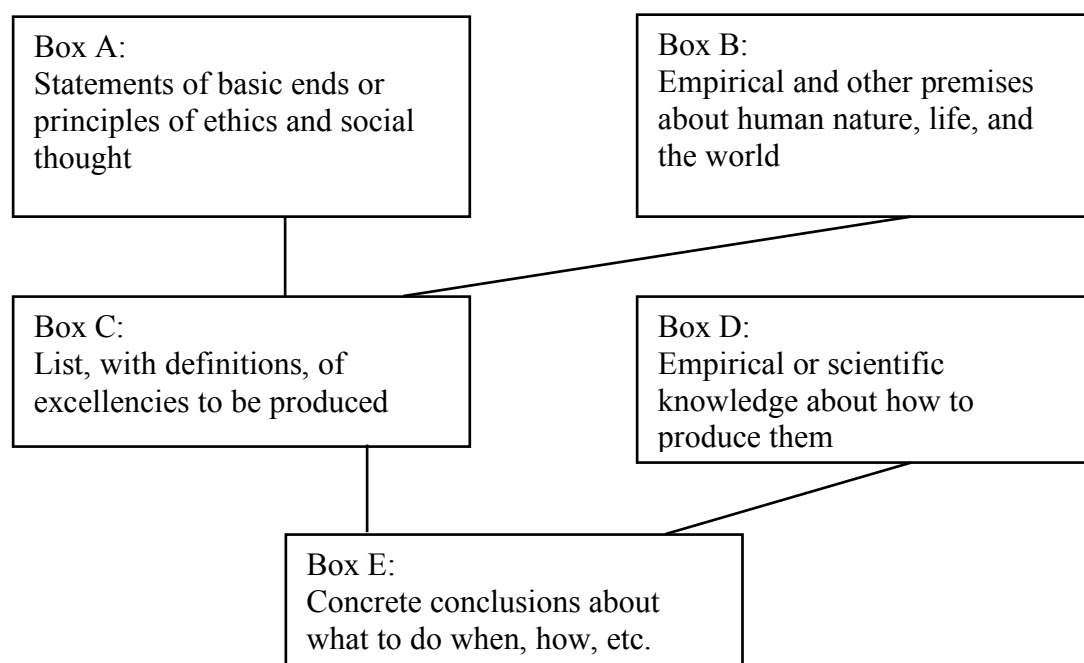 Box A:
Statements of basic ends or
principles of ethics and social
thought
Box B:
Empirical and other premises
about human nature, life, and
the world
Box C:
List, with definitions, of
excellencies to be produced
Box D:
Empirical or scientific
knowledge about how to
produce them
Box E:
Concrete conclusions about
what to do when, how, etc.